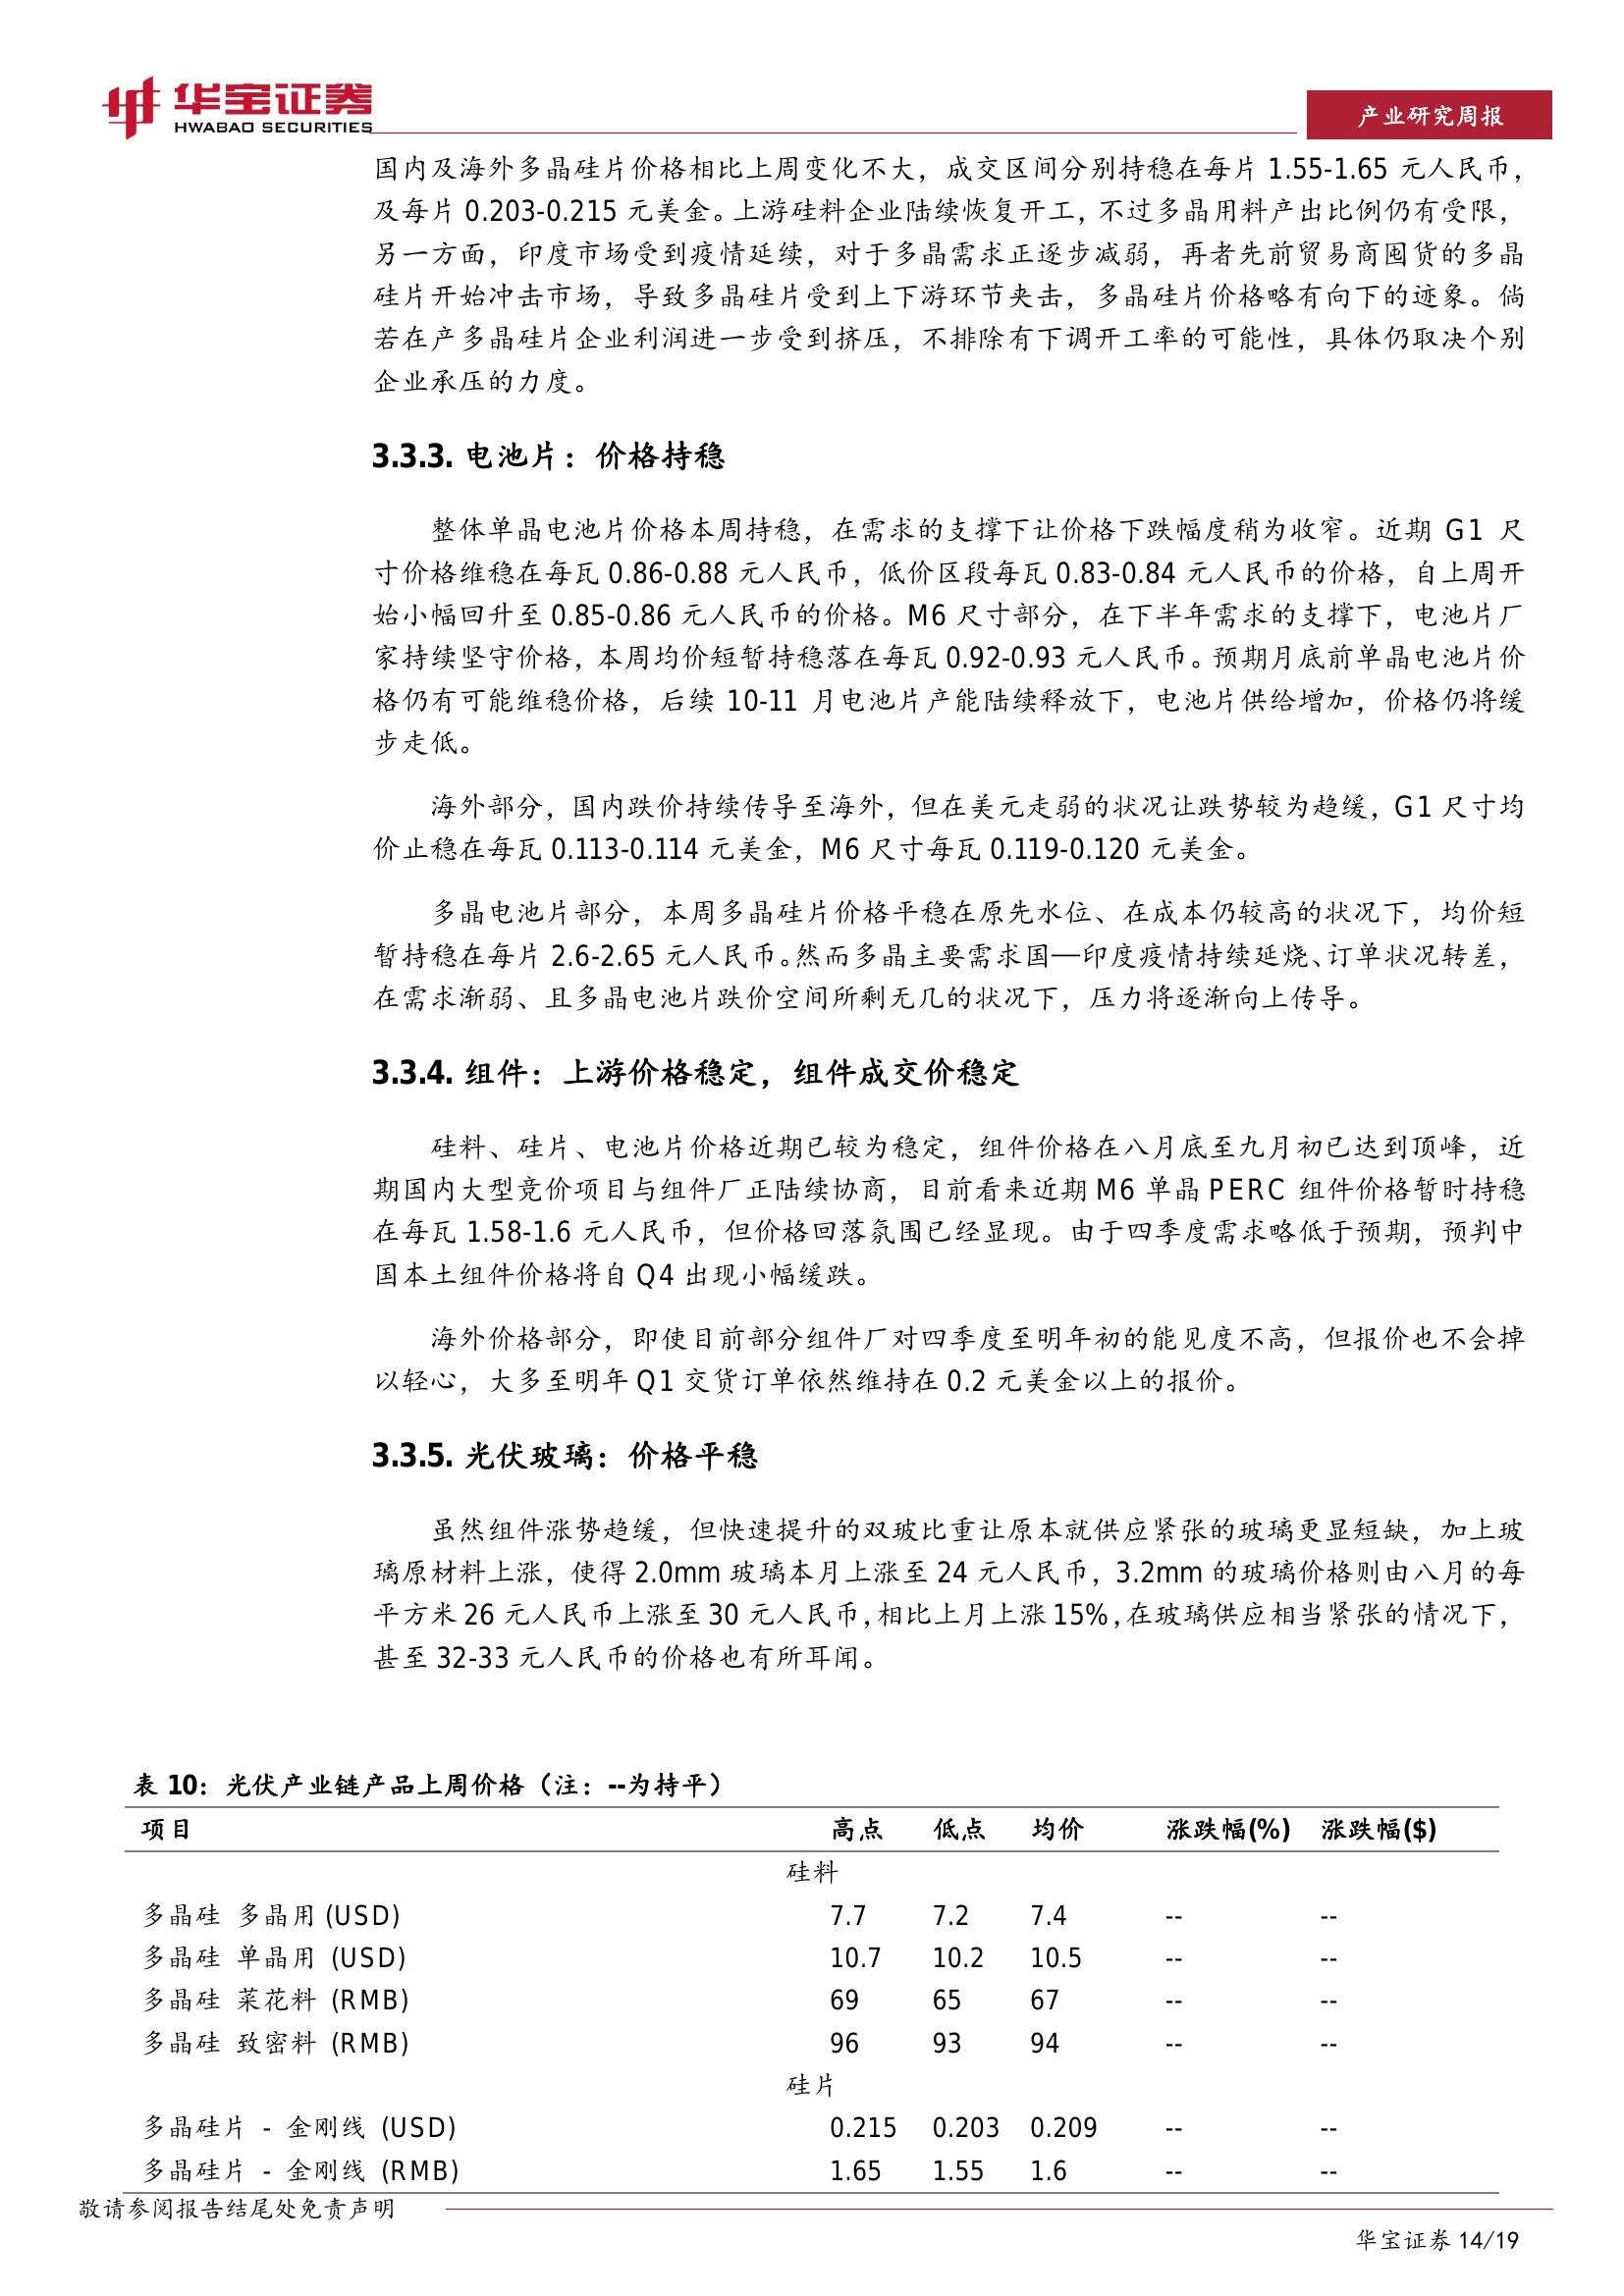 华宝证券
HWABAO SECURITIES
产业研究周报
国内及海外多晶硅片价格相比上周变化不大，成交区间分别持稳在每片 1.55-1.65 元人民币，
及每片 0.203-0.215 元美金。上游硅料企业陆续恢复开工，不过多晶用料产出比例仍有受限，
另一方面，印度市场受到疫情延续，对于多晶需求正逐步减弱，再者先前贸易商囤货的多晶
硅片开始冲击市场，导致多晶硅片受到上下游环节夹击，多晶硅片价格略有向下的迹象。倘
若在产多晶硅片企业利润进一步受到挤压，不排除有下调开工率的可能性，具体仍取决个别
企业承压的力度。
3.3.3. 电池片：价格持稳
整体单晶电池片价格本周持稳，在需求的支撑下让价格下跌幅度稍为收窄。近期 G1 尺
寸价格维稳在每瓦 0.86-0.88 元人民币，低价区段每瓦 0.83-0.84 元人民币的价格，自上周开
始小幅回升至 0.85-0.86 元人民币的价格。M6 尺寸部分，在下半年需求的支撑下，电池片厂
家持续坚守价格，本周均价短暂持稳落在每瓦 0.92-0.93 元人民币。预期月底前单晶电池片价
格仍有可能维稳价格，后续 10-11 月电池片产能陆续释放下，电池片供给增加，价格仍将缓
步走低。
海外部分，国内跌价持续传导至海外，但在美元走弱的状况让跌势较为趋缓，G1 尺寸均
价止稳在每瓦 0.113-0.114 元美金，M6 尺寸每瓦 0.119-0.120 元美金。
多晶电池片部分，本周多晶硅片价格平稳在原先水位、在成本仍较高的状况下，均价短
暂持稳在每片 2.6-2.65 元人民币。然而多晶主要需求国—印度疫情持续延烧、订单状况转差，
在需求渐弱、且多晶电池片跌价空间所剩无几的状况下，压力将逐渐向上传导。
3.3.4. 组件：上游价格稳定，组件成交价稳定
硅料、硅片、电池片价格近期已较为稳定，组件价格在八月底至九月初已达到顶峰，近
期国内大型竞价项目与组件厂正陆续协商，目前看来近期 M6 单晶 PERC 组件价格暂时持稳
在每瓦 1.58-1.6 元人民币，但价格回落氛围已经显现。由于四季度需求略低于预期，预判中
国本土组件价格将自 Q4 出现小幅缓跌。
海外价格部分，即使目前部分组件厂对四季度至明年初的能见度不高，但报价也不会掉
以轻心，大多至明年 Q1 交货订单依然维持在 0.2 元美金以上的报价。
3.3.5. 光伏玻璃：价格平稳
虽然组件涨势趋缓，但快速提升的双玻比重让原本就供应紧张的玻璃更显短缺，加上玻
璃原材料上涨，使得 2.0mm 玻璃本月上涨至 24 元人民币，3.2mm 的玻璃价格则由八月的每
平方米 26 元人民币上涨至 30 元人民币，相比上月上涨 15%，在玻璃供应相当紧张的情况下，
甚至 32-33 元人民币的价格也有所耳闻。
表 10：光伏产业链产品上周价格（注：--为持平）
项目 高点 低点 均价 涨跌幅(%) 涨跌幅($)
硅料
多晶硅 多晶用 (USD) 7.7 7.2 7.4 -- --
多晶硅 单晶用 (USD) 10.7 10.2 10.5 -- --
多晶硅 菜花料 (RMB) 69 65 67 -- --
多晶硅 致密料 (RMB) 96 93 94 -- --
硅片
多晶硅片 - 金刚线 (USD) 0.215 0.203 0.209 -- --
多晶硅片 - 金刚线 (RMB) 1.65 1.55 1.6 -- --
敬请参阅报告结尾处免责声明
华宝证券 14/19